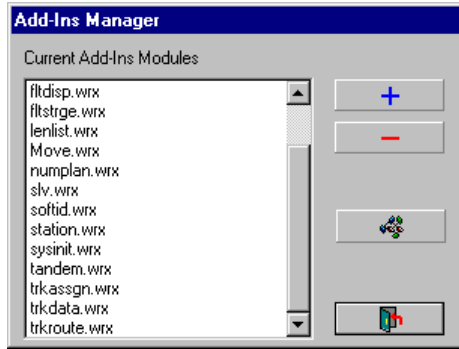 Add-Ins Manager
Current Add-Ins Modules
fltdisp.wrx
fltstrge.wrx
lenlist.wrx
Move.wrx
numplan.wrx
slv.wrx
softid.wrx
station.wrx
sysinit.wrx
tandem.wrx
trkassgn.wrx
trkdata.wrx
trkroute.wrx